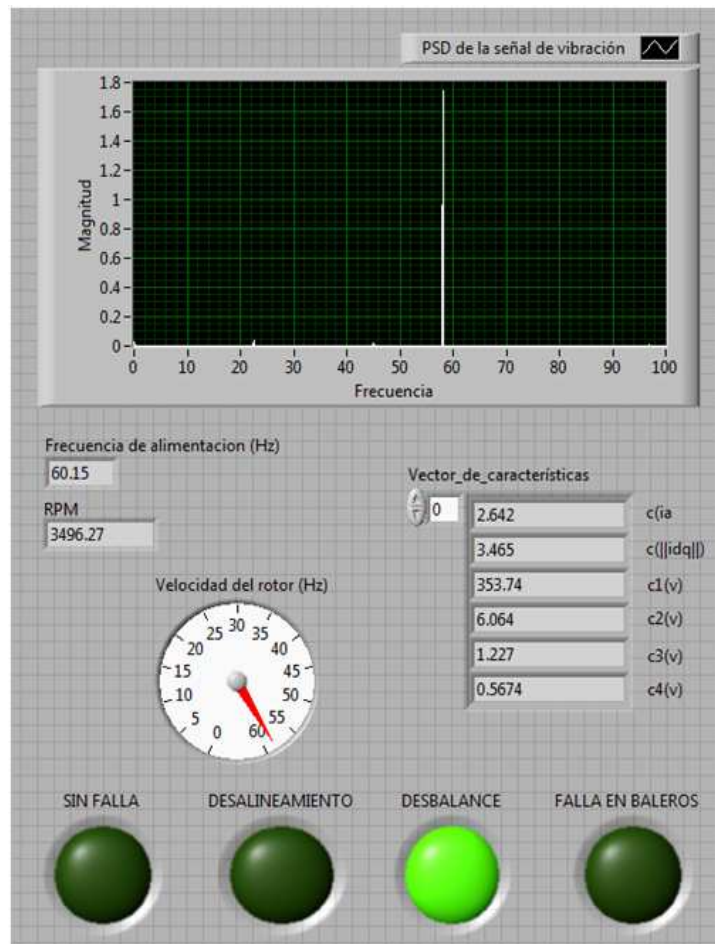 PSD de la señal de vibración
1.8
1.6
1.4
1.2
1
0.8
0.6
0.4
0.2
0
Magnitud
0 10 20 30 40 50 60 70 80 90 100
Frecuencia
Frecuencia de alimentacion (Hz)
60.15
RPM
3496.27
Vector_de_características
0
2.642 c(ia
3.465 c(||idq||)
353.74 c1(v)
6.064 c2(v)
1.227 c3(v)
0.5674 c4(v)
Velocidad del rotor (Hz)
0 5 10 15 20 25 30 35 40 45 50 55 60
SIN FALLA DESALINEAMIENTO DESBALANCE FALLA EN BALEROS